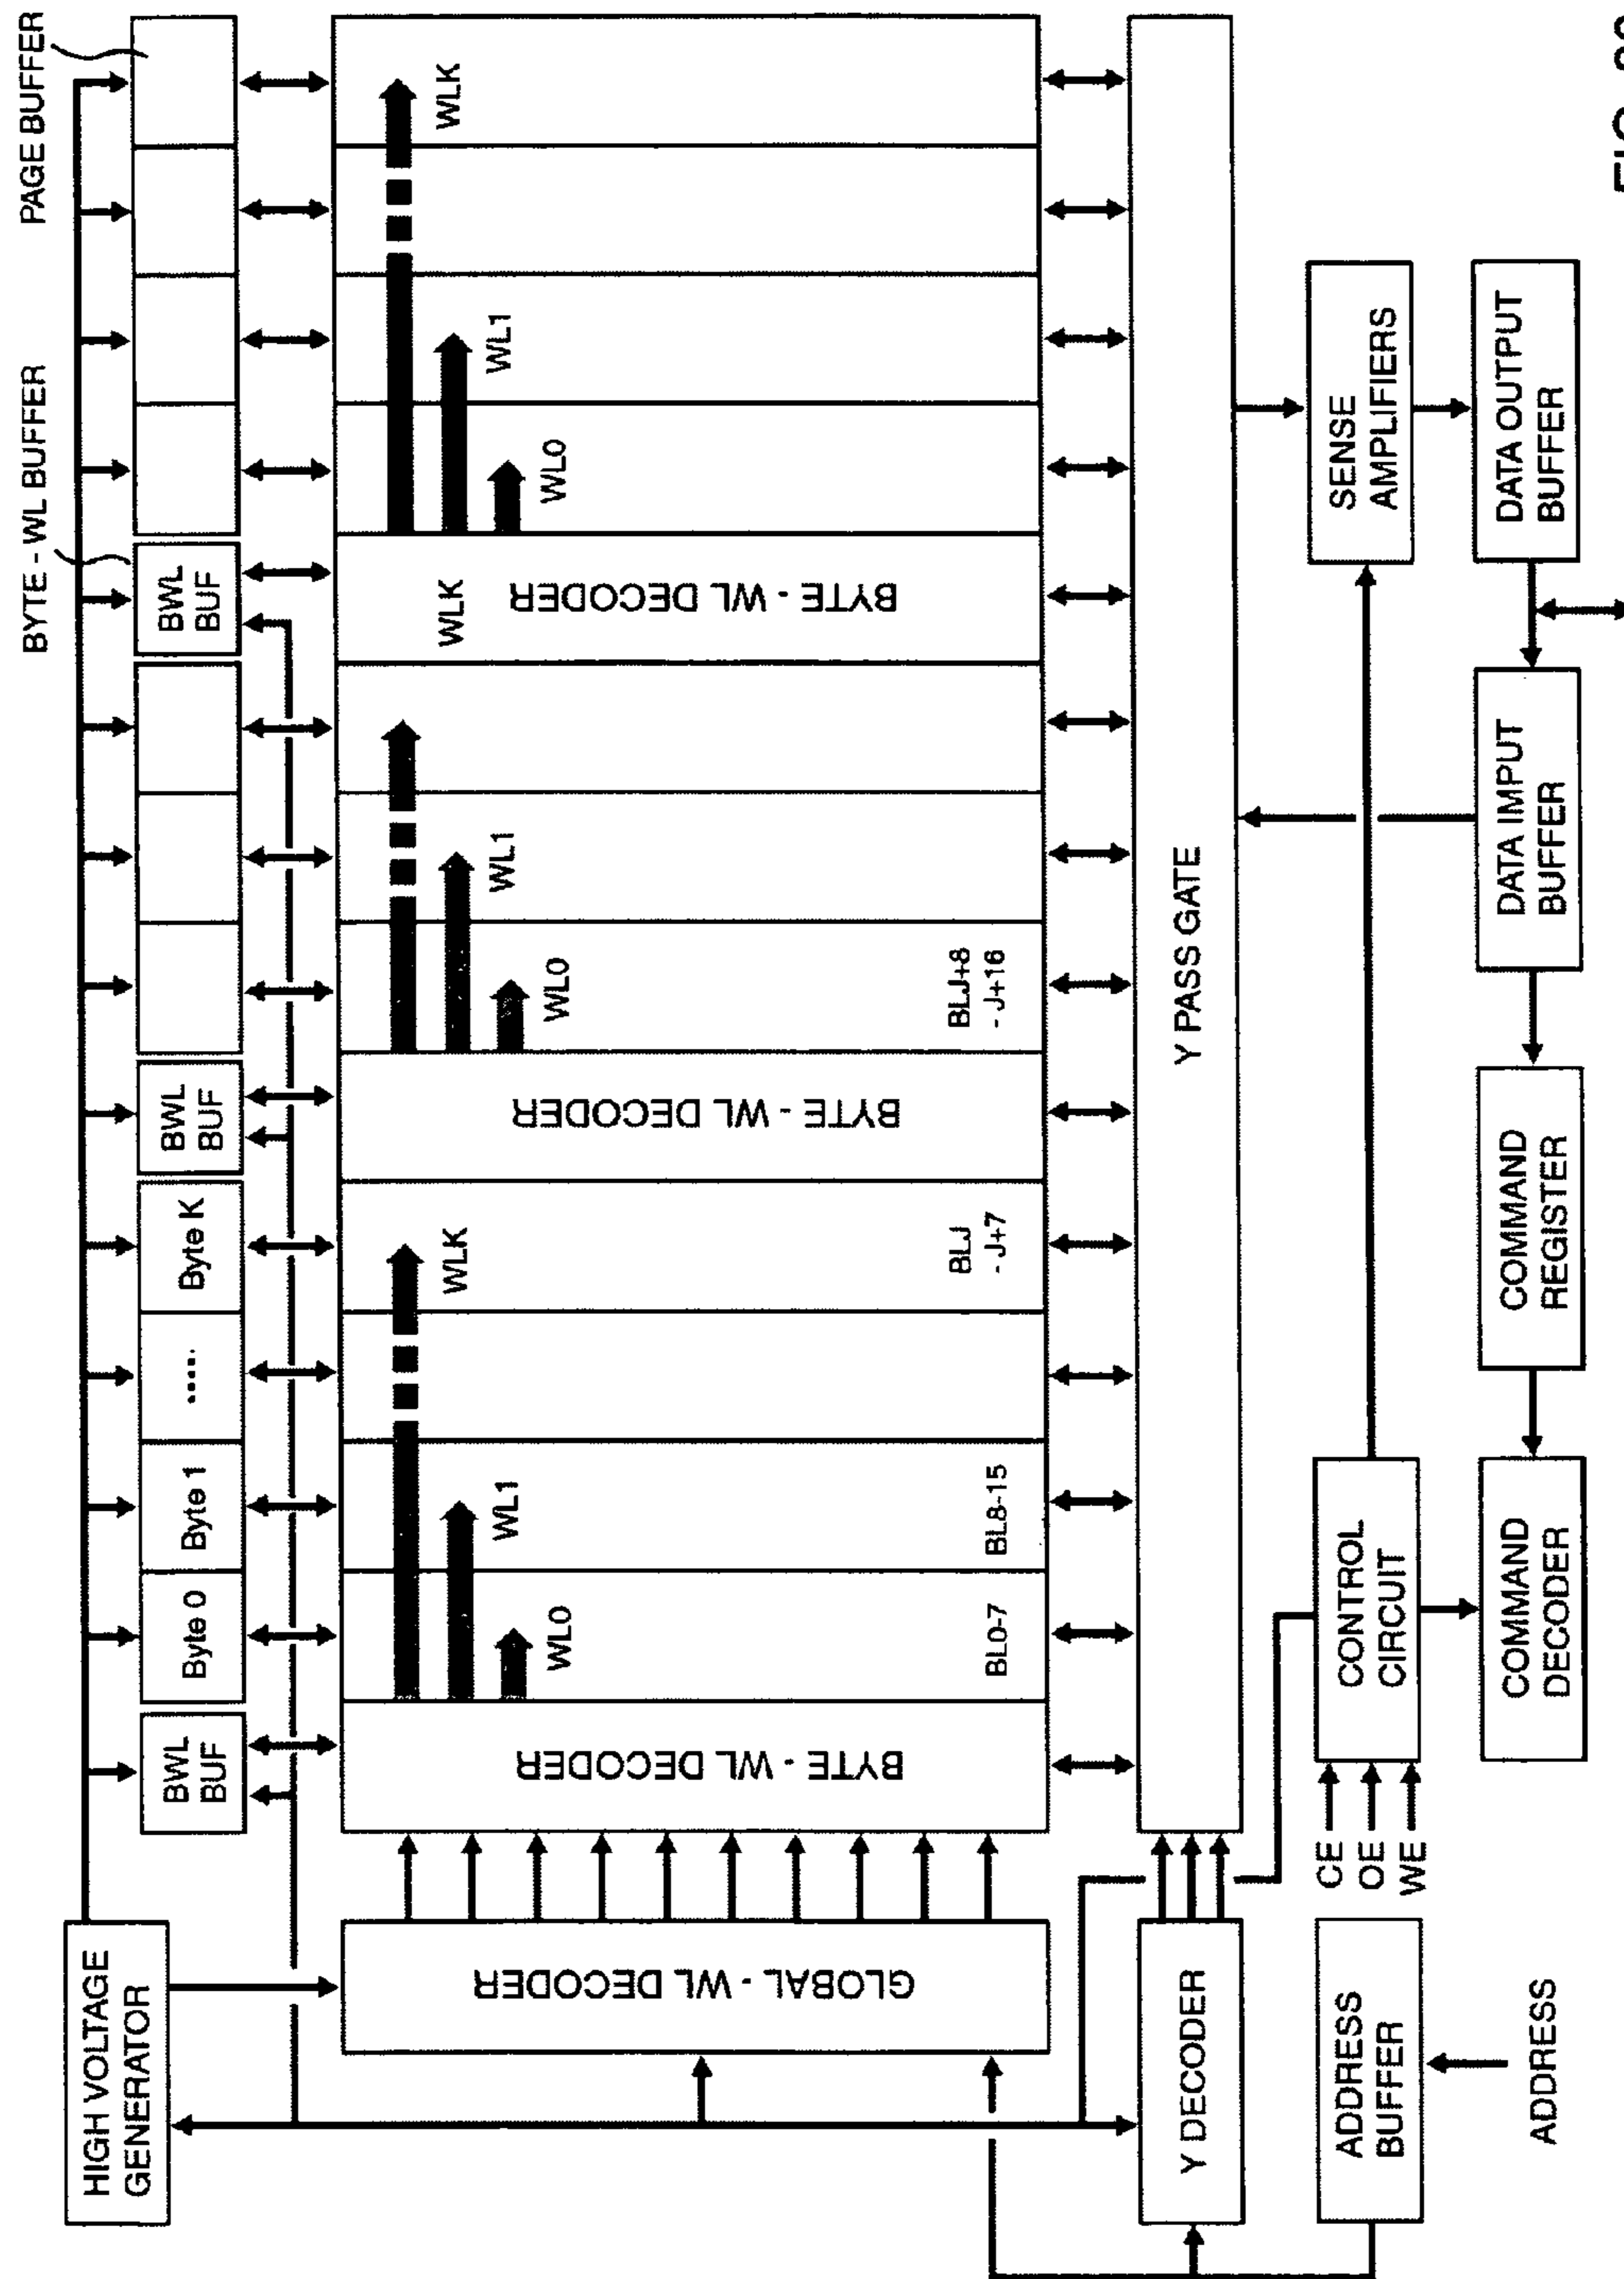 BYTE - WL BUFFER
PAGE BUFFER
HIGH VOLTAGE
GENERATOR
BWL
BUF
Byte 0
Byte 1
....
Byte K
BWL
BUF
BWL
BUF
GLOBAL - WL DECODER
BYTE - WL DECODER
WL0
WL1
WLK
BL0-7
BL8-15
BLJ
- J+7
BYTE - WL DECODER
WL0
WL1
WLK
BLJ+8
- J+16
BYTE - WL DECODER
WL0
WL1
WLK
Y DECODER
Y PASS GATE
ADDRESS
BUFFER
ADDRESS
CE
OE
WE
CONTROL
CIRCUIT
SENSE
AMPLIFIERS
COMMAND
DECODER
COMMAND
REGISTER
DATA IMPUT
BUFFER
DATA OUTPUT
BUFFER